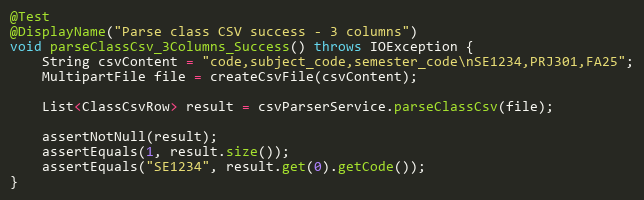 @Test
@DisplayName("Parse class CSV success - 3 columns")
void parseClassCsv_3Columns_Success() throws IOException {
    String csvContent = "code,subject_code,semester_code\nSE1234,PRJ301,FA25";
    MultipartFile file = createCsvFile(csvContent);

    List<ClassCsvRow> result = csvParserService.parseClassCsv(file);

    assertNotNull(result);
    assertEquals(1, result.size());
    assertEquals("SE1234", result.get(0).getCode());
}